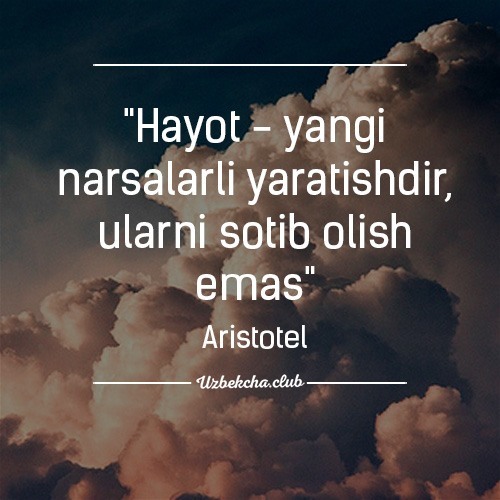 "Hayot – yangi
narsalarli yaratishdir,
ularni sotib olish
emas"
Aristotel
Uzbekcha.club